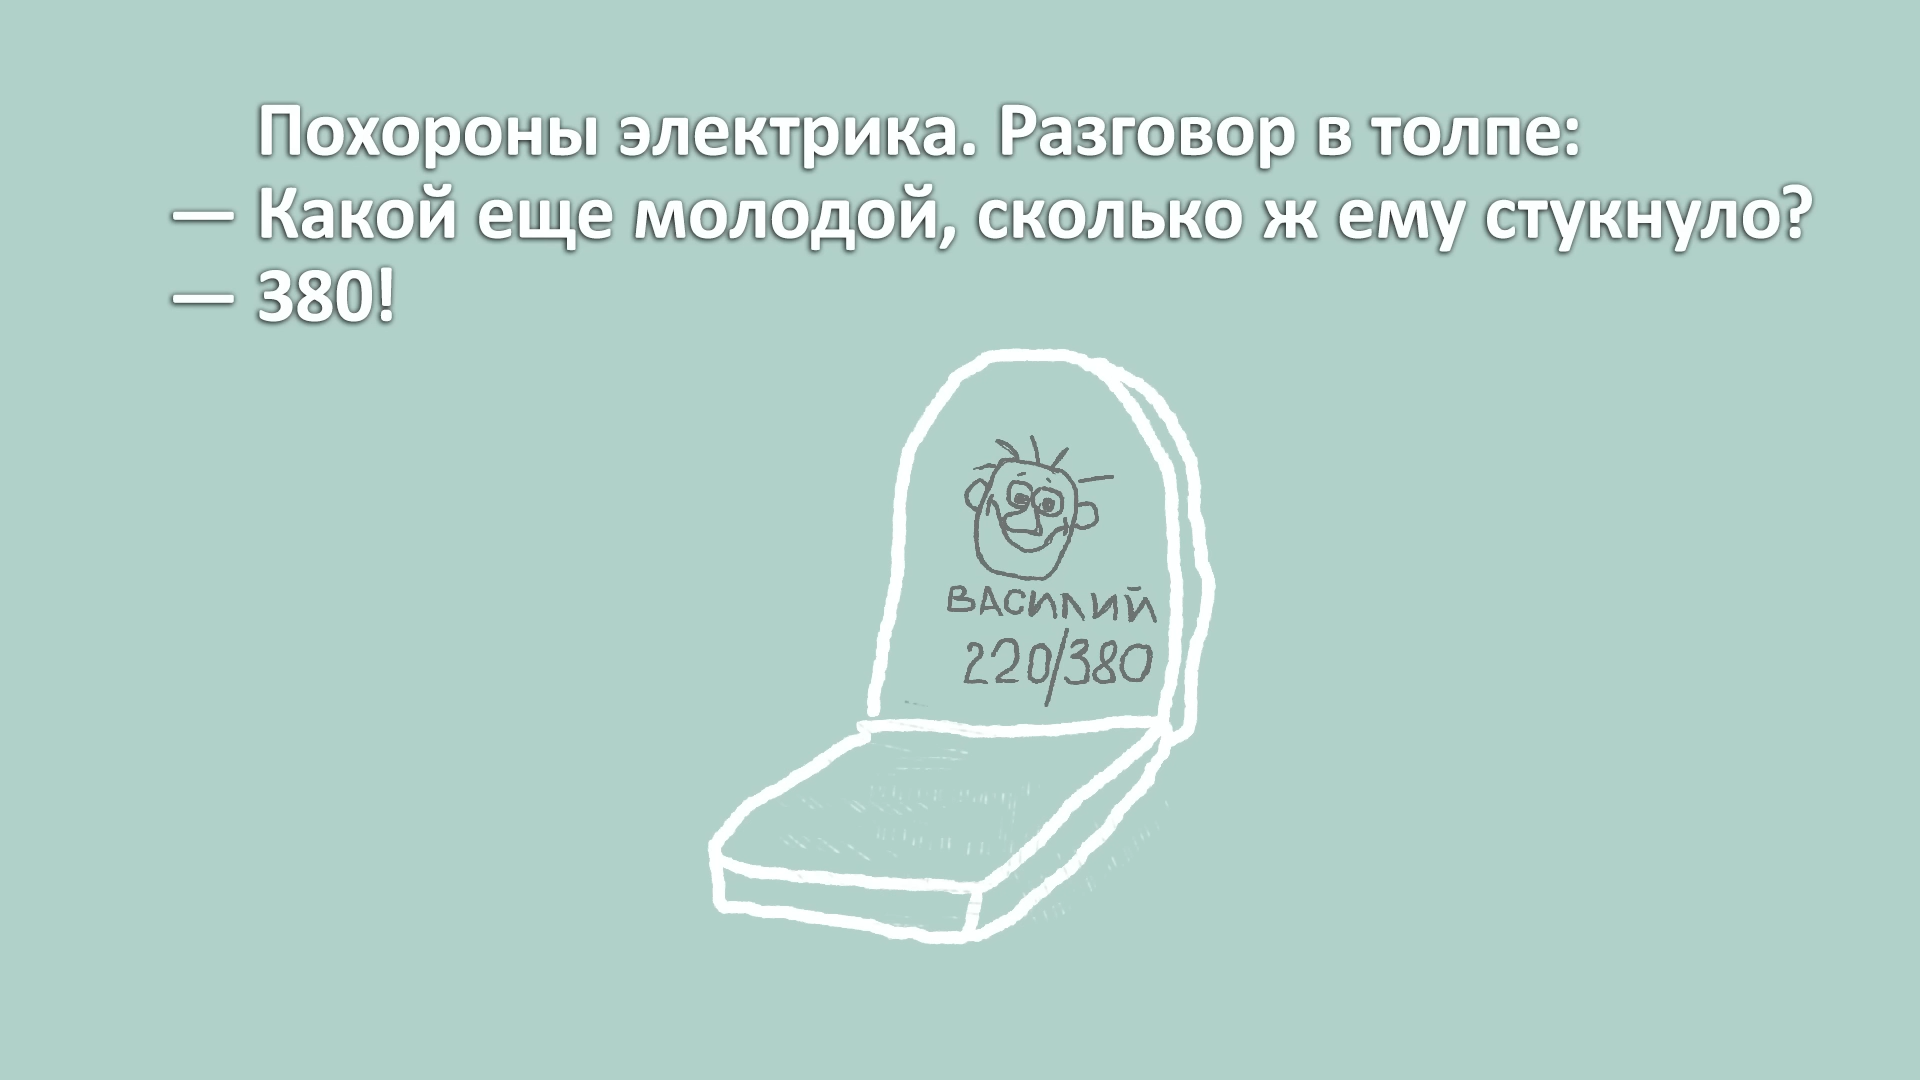 Похороны электрика. Разговор в толпе:
— Какой еще молодой, сколько ж ему стукнуло?
— 380!
ВАСИЛИЙ
220/380